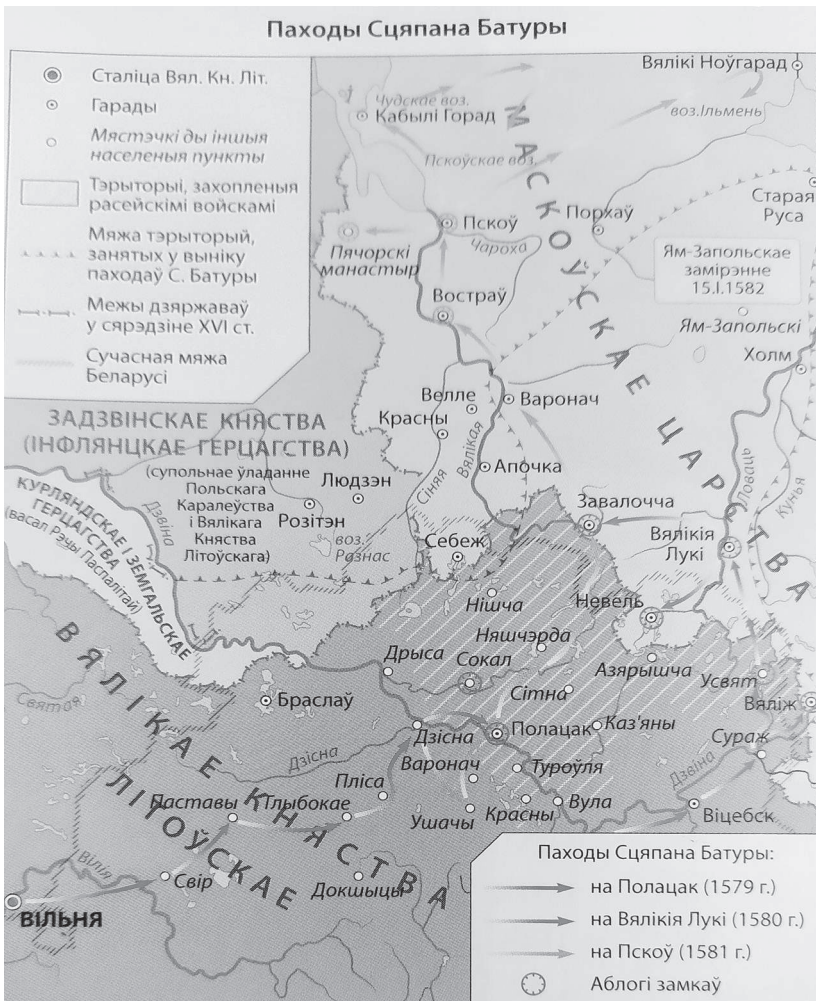 Паходы Сцяпана Батуры
Сталіца Вял. Кн. Літ.
Гарады
Мястэчкі ды іншыя
населеныя пункты
Тэрыторыі, захопленыя
расейскімі войскамі
Мяжа тэрыторый,
занятых у выніку
паходаў С. Батуры
Межы дзяржаваў
у сярэдзіне XVI ст.
Сучасная мяжа
Беларусі
Вялікі Ноўгарад
Чудскае воз.
Кабылі Горад
воз.Ільмень
Пскоўскае воз.
МАСКОЎСКАЕ ЦАРСТВА
Старая
Руса
Пскоў
Порхаў
Чароха
Пячорскі
манастыр
Ям-Запольскае
замірэнне
15.I.1582
Востраў
Ям-Запольскі
Холм
Велле
Варонач
Красны
Вялікая
ЗАДЗВІНСКАЕ КНЯСТВА
(ІНФЛЯНЦКАЕ ГЕРЦАГСТВА)
(супольнае ўладанне
Польскага
Каралеўства
і Вялікага
Княства
Літоўскага)
Людзэн
Розітэн
воз.
Разнас
Сіняя
Апочка
Ловаць
Кунья
Завалочча
Вялікія
Лукі
КУРЛЯНДСКАЕ І ЗЕМГАЛЬСКАЕ
ГЕРЦАГСТВА
(васал Рэчы Паспалітай)
Дзвіна
Себеж
Нішча
Невель
Няшчэрда
Дрыса
Сокал
Азярышча
Сітна
Усвят
Вяліж
Браслаў
Святая
Дзісна
Полацак
Каз'яны
Сураж
ВЯЛІКАЕ КНЯСТВА
ЛІТОЎСКАЕ
Дзісна
Варонач
Туроўля
Дзвіна
Пліса
Паставы
Глыбокае
Ушачы
Красны
Вула
Віцебск
Вілія
Свір
Докшыцы
ВІЛЬНЯ
Паходы Сцяпана Батуры:
на Полацак (1579 г.)
на Вялікія Лукі (1580 г.)
на Пскоў (1581 г.)
Аблогі замкаў